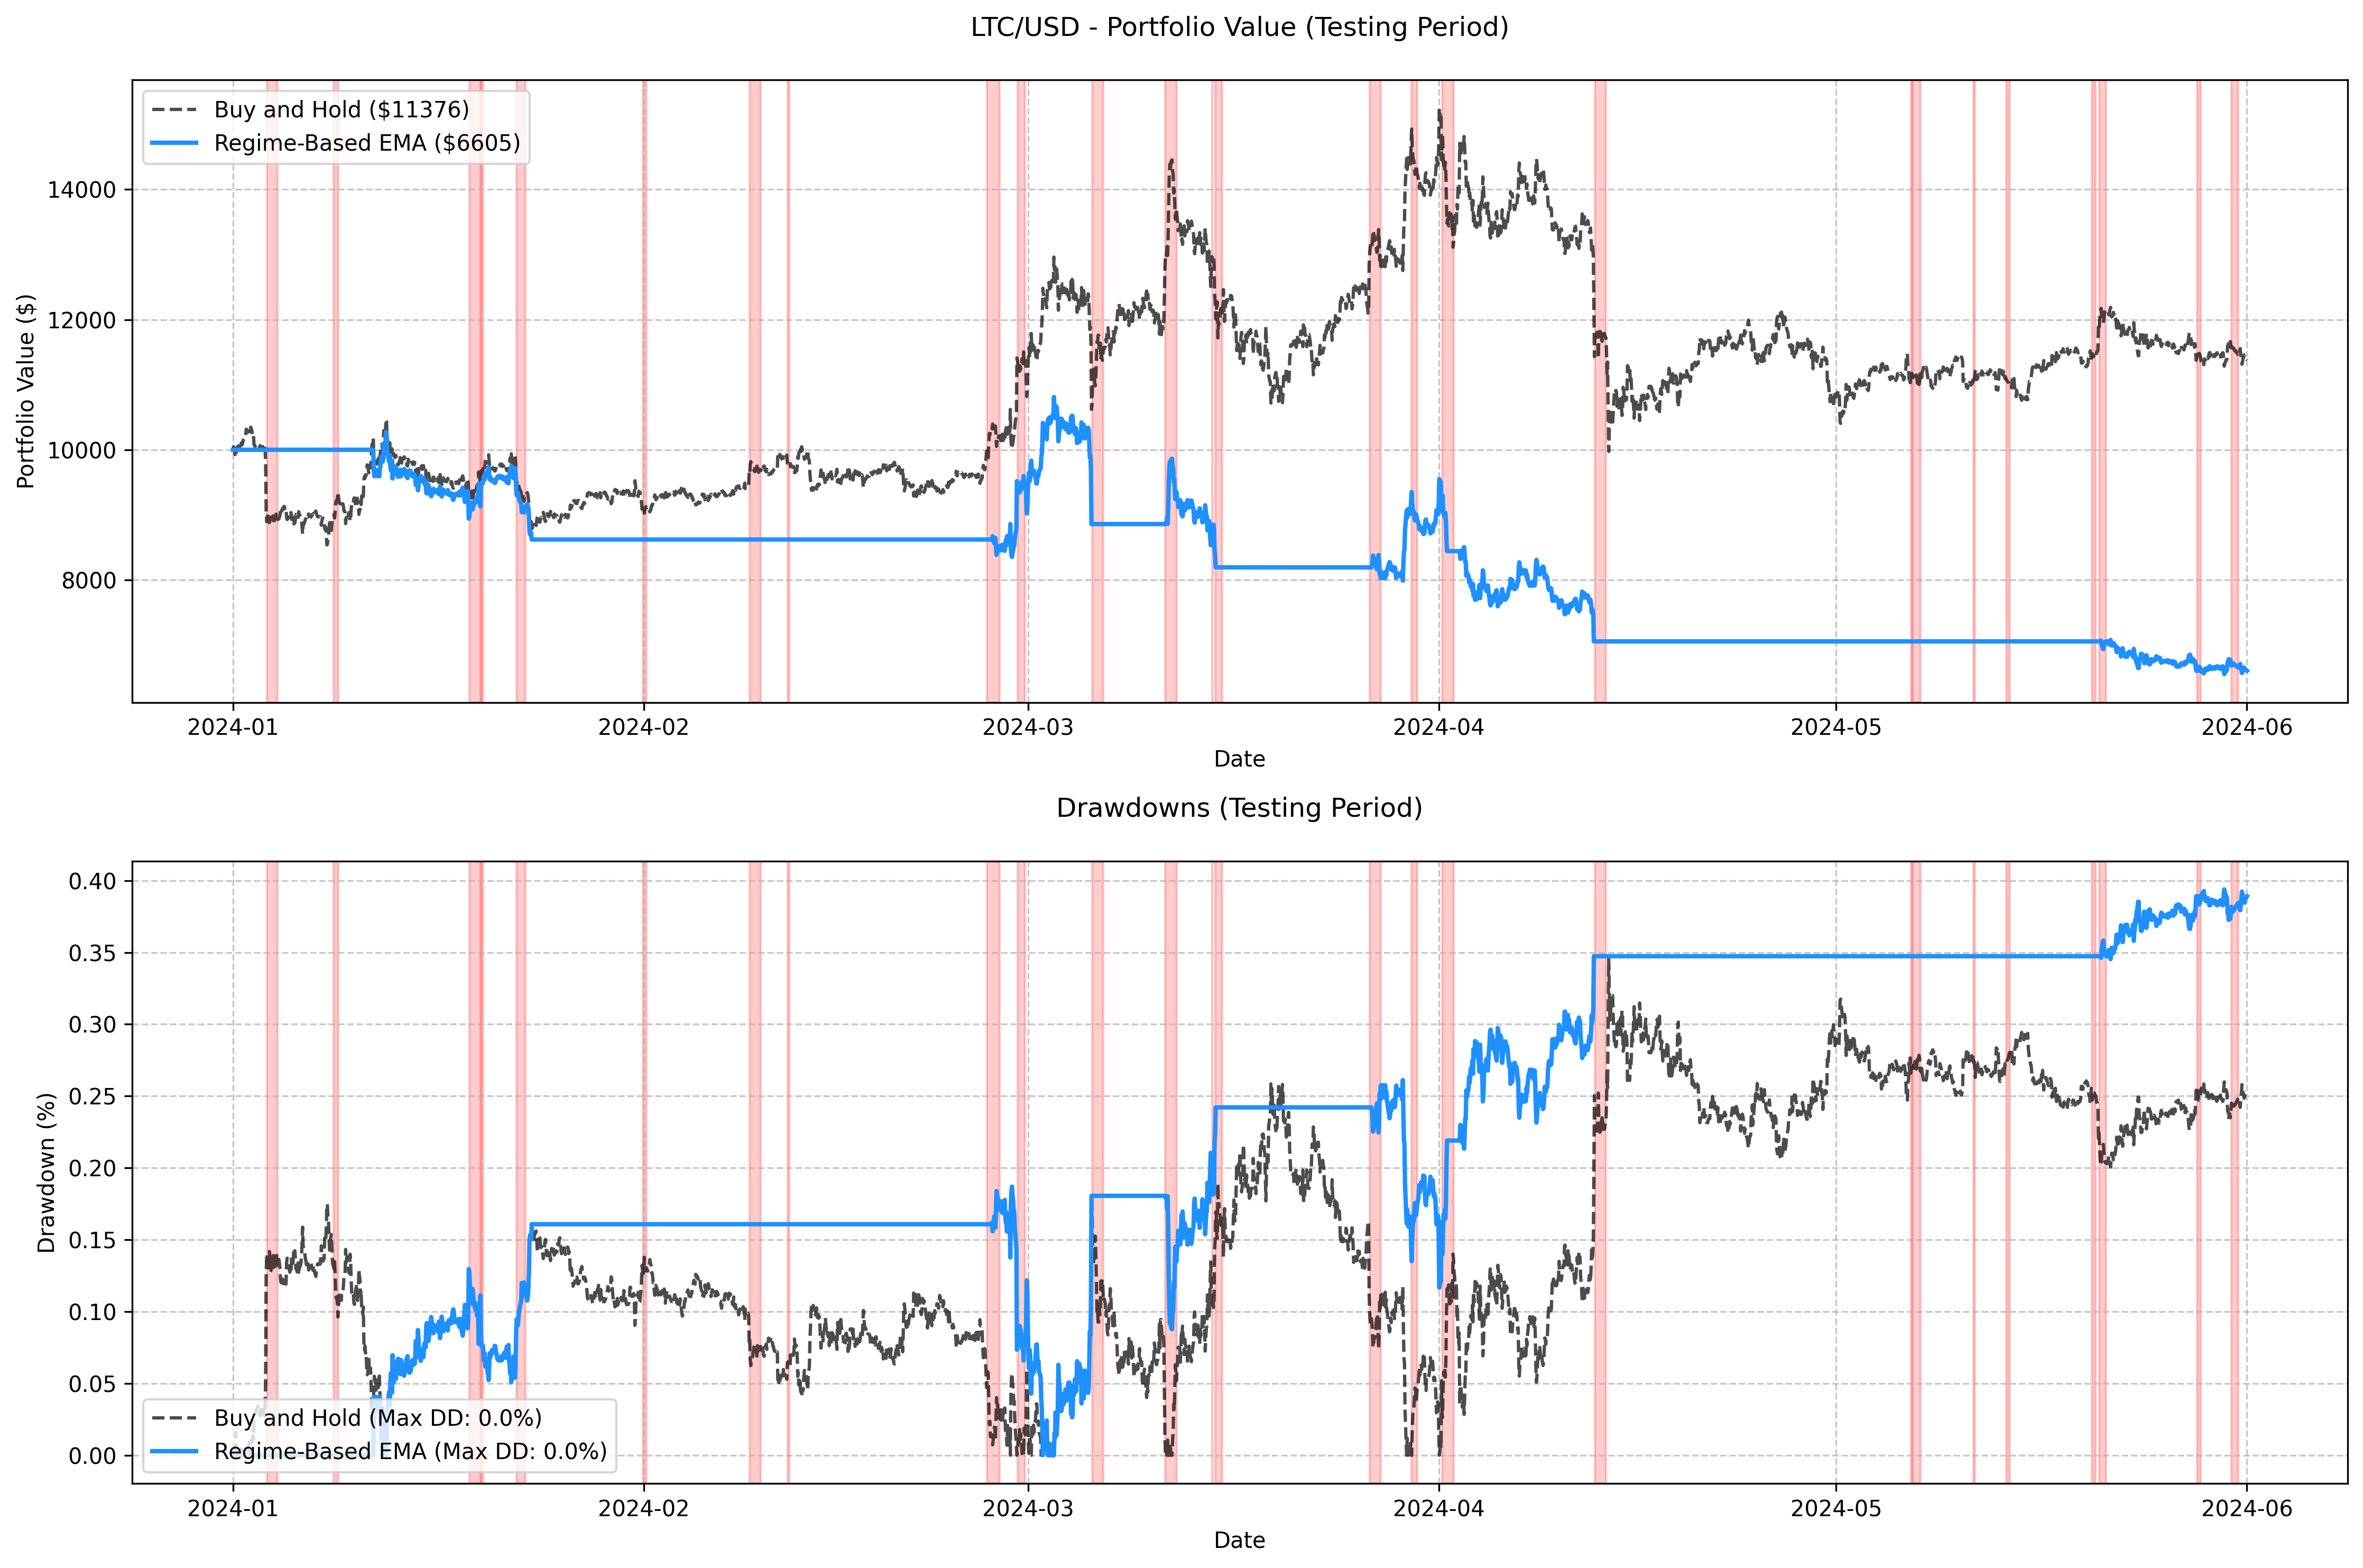 LTC/USD - Portfolio Value (Testing Period)
Buy and Hold ($11376)
Regime-Based EMA ($6605)
Portfolio Value ($)
14000
12000
10000
8000
2024-01
2024-02
2024-03
2024-04
2024-05
2024-06
Date
Drawdowns (Testing Period)
Drawdown (%)
0.40
0.35
0.30
0.25
0.20
0.15
0.10
0.05
0.00
Buy and Hold (Max DD: 0.0%)
Regime-Based EMA (Max DD: 0.0%)
2024-01
2024-02
2024-03
2024-04
2024-05
2024-06
Date